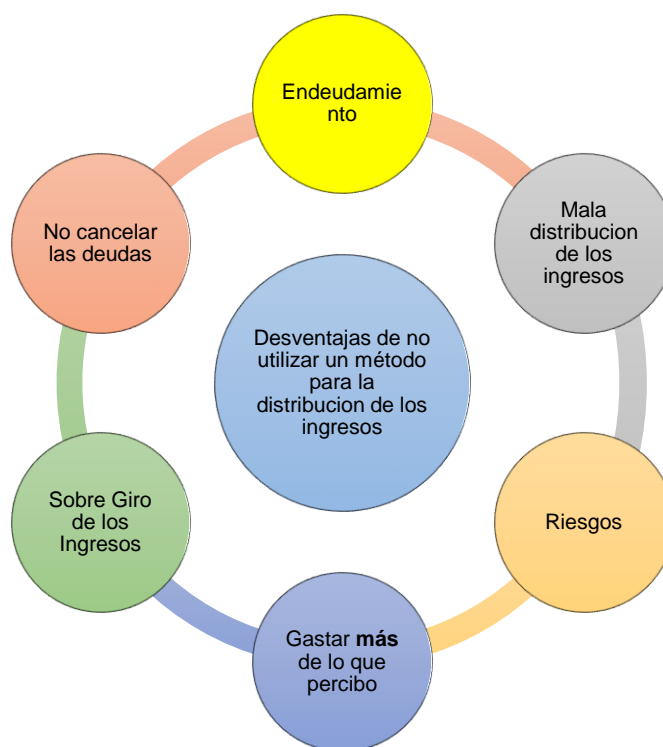 Endeudamie
nto
Mala
distribucion
de los
ingresos
Riesgos
Gastar más
de lo que
percibo
Sobre Giro
de los
Ingresos
No cancelar
las deudas
Desventajas de no
utilizar un método
para la
distribucion de los
ingresos